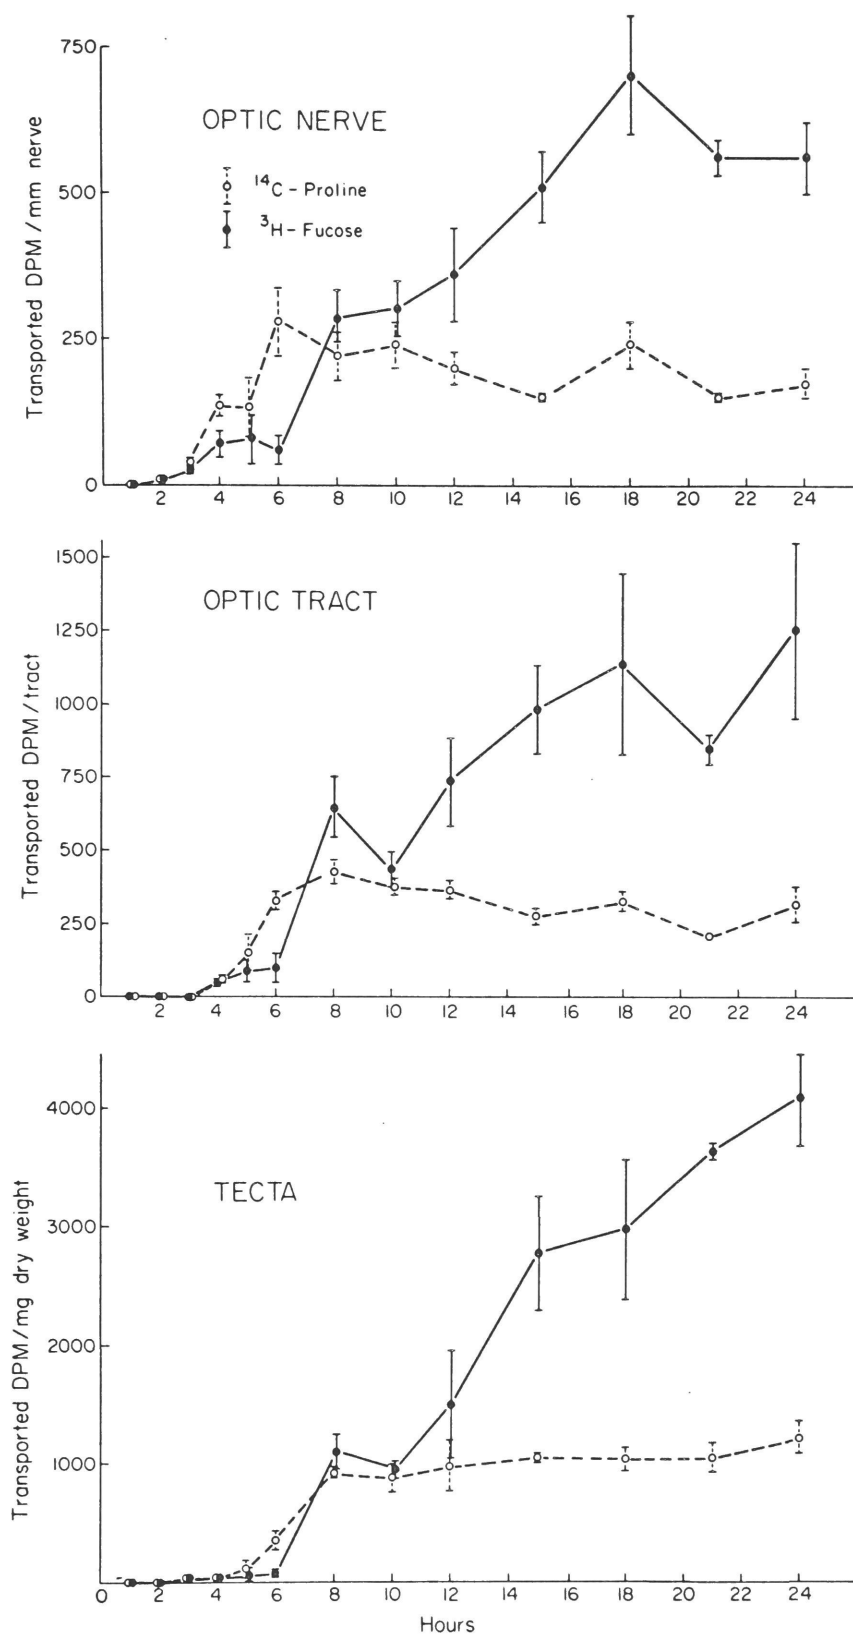 750
500
250
0
Transported DPM/mm nerve
OPTIC NERVE
14C-Proline
3H-Fucose
2 4 6 8 10 12 14 16 18 20 22 24
1500
1250
1000
750
500
250
0
Transported DPM/tract
OPTIC TRACT
2 4 6 8 10 12 14 16 18 20 22 24
4000
3000
2000
1000
Transported DPM/mg dry weight
TECTA
0 2 4 6 8 10 12 14 16 18 20 22 24
Hours